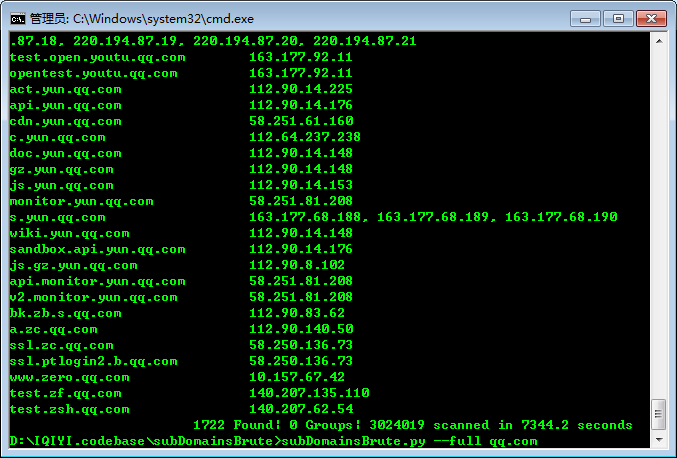 管理员: C:\Windows\system32\cmd.exe
.87.18, 220.194.87.19, 220.194.87.20, 220.194.87.21
test.open.youtu.qq.com 163.177.92.11
opentest.youtu.qq.com 163.177.92.11
act.yun.qq.com 112.90.14.225
api.yun.qq.com 112.90.14.176
cdn.yun.qq.com 58.251.61.160
c.yun.qq.com 112.64.237.238
doc.yun.qq.com 112.90.14.148
gz.yun.qq.com 112.90.14.148
js.yun.qq.com 112.90.14.153
monitor.yun.qq.com 58.251.81.208
s.yun.qq.com 163.177.68.188, 163.177.68.189, 163.177.68.190
wiki.yun.qq.com 112.90.14.148
sandbox.api.yun.qq.com 112.90.14.176
js.gz.yun.qq.com 112.90.8.102
api.monitor.yun.qq.com 58.251.81.208
v2.monitor.yun.qq.com 58.251.81.208
bk.zb.s.qq.com 112.90.83.62
a.zc.qq.com 112.90.140.50
ssl.zc.qq.com 58.250.136.73
ssl.ptlogin2.b.qq.com 58.250.136.73
www.zero.qq.com 10.157.67.42
test.zf.qq.com 140.207.135.110
test.zsh.qq.com 140.207.62.54
1722 Found| 0 Groups| 3024019 scanned in 7344.2 seconds
D:\IQIYI.codebase\subDomainsBrute>subDomainsBrute.py --full qq.com